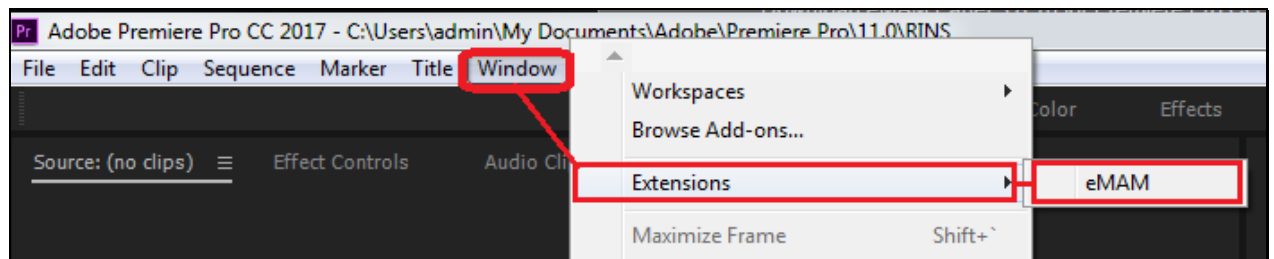 Pr Adobe Premiere Pro CC 2017 - C:\Users\admin\My Documents\Adobe\Premiere Pro\11.0\RINS
File Edit Clip Sequence Marker Title Window
Workspaces
Browse Add-ons...
Color Effects
Source: (no clips) Effect Controls Audio Cli
Extensions eMAM
Maximize Frame Shift+`